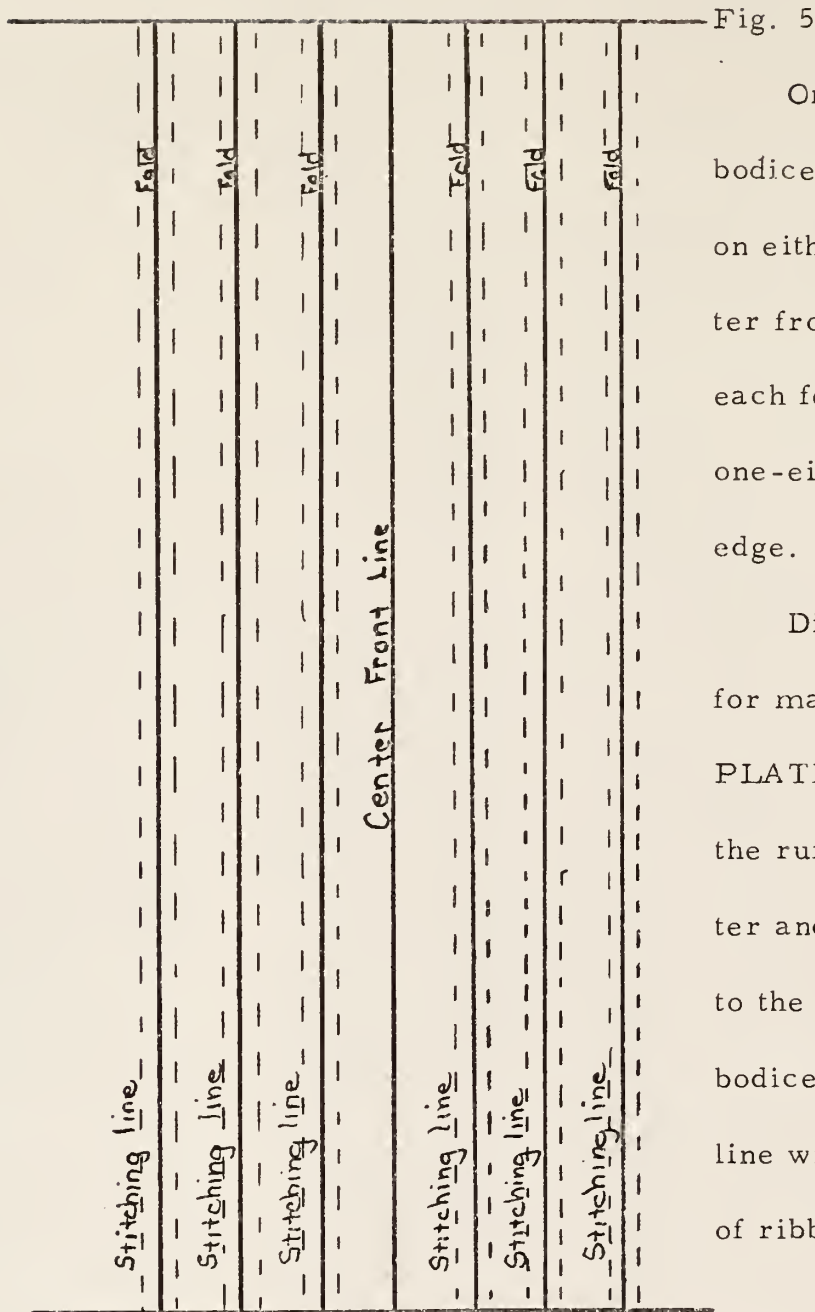 Fig. 5
Or
bodice
on eith
ter fro
each fo
one-ei
edge.
Di
for ma
PLATE
the ru
ter and
to the
bodice
line w
of ribb
Fold
Fold
Fold
Fold
Fold
Fold
Center Front Line
Stitching line
Stitching line
Stitching line
Stitching line
Stitching line
Stitching line